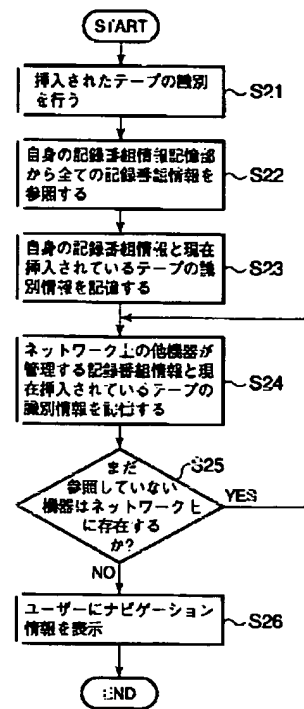 START
挿入されたテープの識別
を行う
S21
自身の記録番組情報記憶部
から全ての記録番組情報を
参照する
S22
自身の記録番組情報と現在
挿入されているテープの識
別情報を記憶する
S23
ネットワーク上の他機器が
管理する記録番組情報と現
在挿入されているテープの
識別情報を記憶する
S24
まだ
参照していない
機器はネットワーク上
に存在する
か?
S25
YES
NO
ユーザーにナビゲーション
情報を表示
S26
END